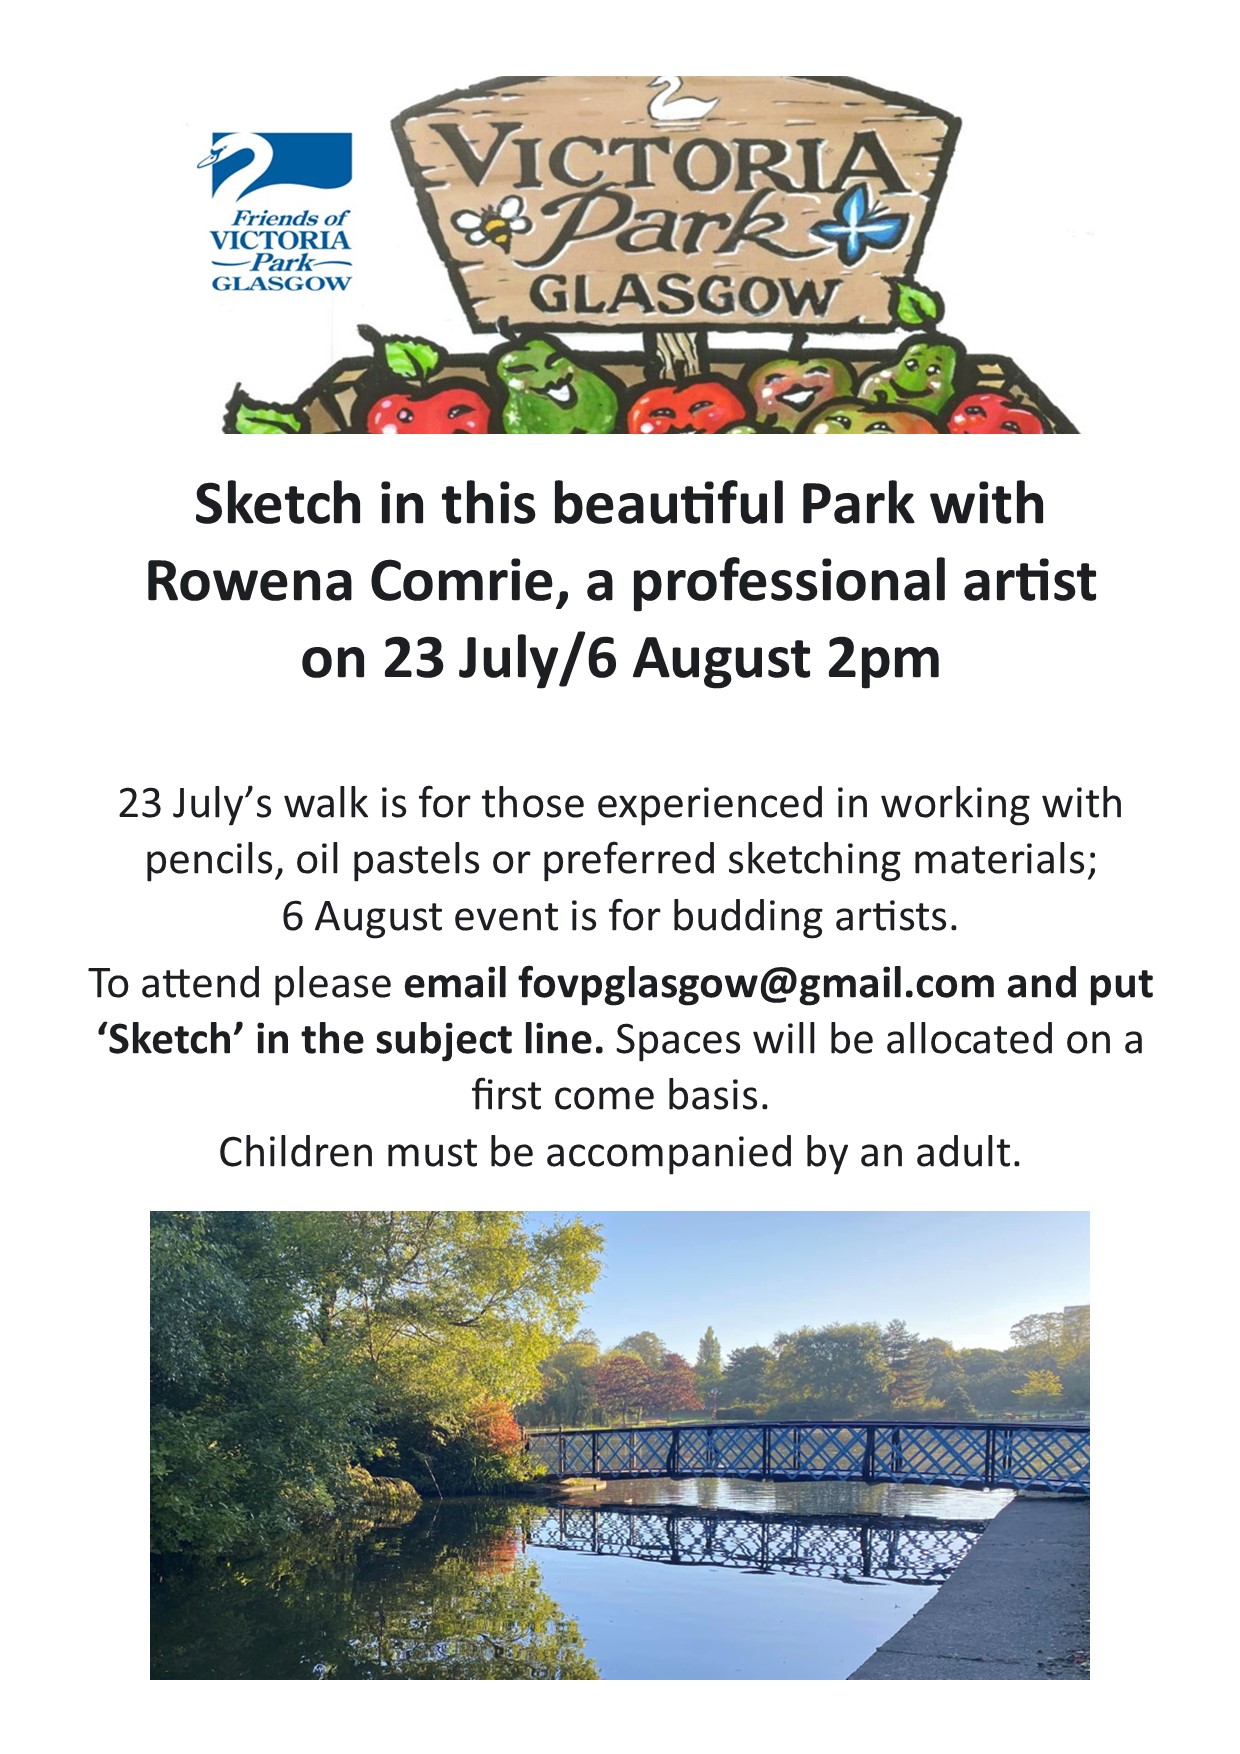 Friends of
VICTORIA
Park
GLASGOW
VICTORIA
Park
GLASGOW
Sketch in this beautiful Park with
Rowena Comrie, a professional artist
on 23 July/6 August 2pm
23 July’s walk is for those experienced in working with
pencils, oil pastels or preferred sketching materials;
6 August event is for budding artists.
To attend please email fovpglasgow@gmail.com and put
‘Sketch’ in the subject line. Spaces will be allocated on a
first come basis.
Children must be accompanied by an adult.